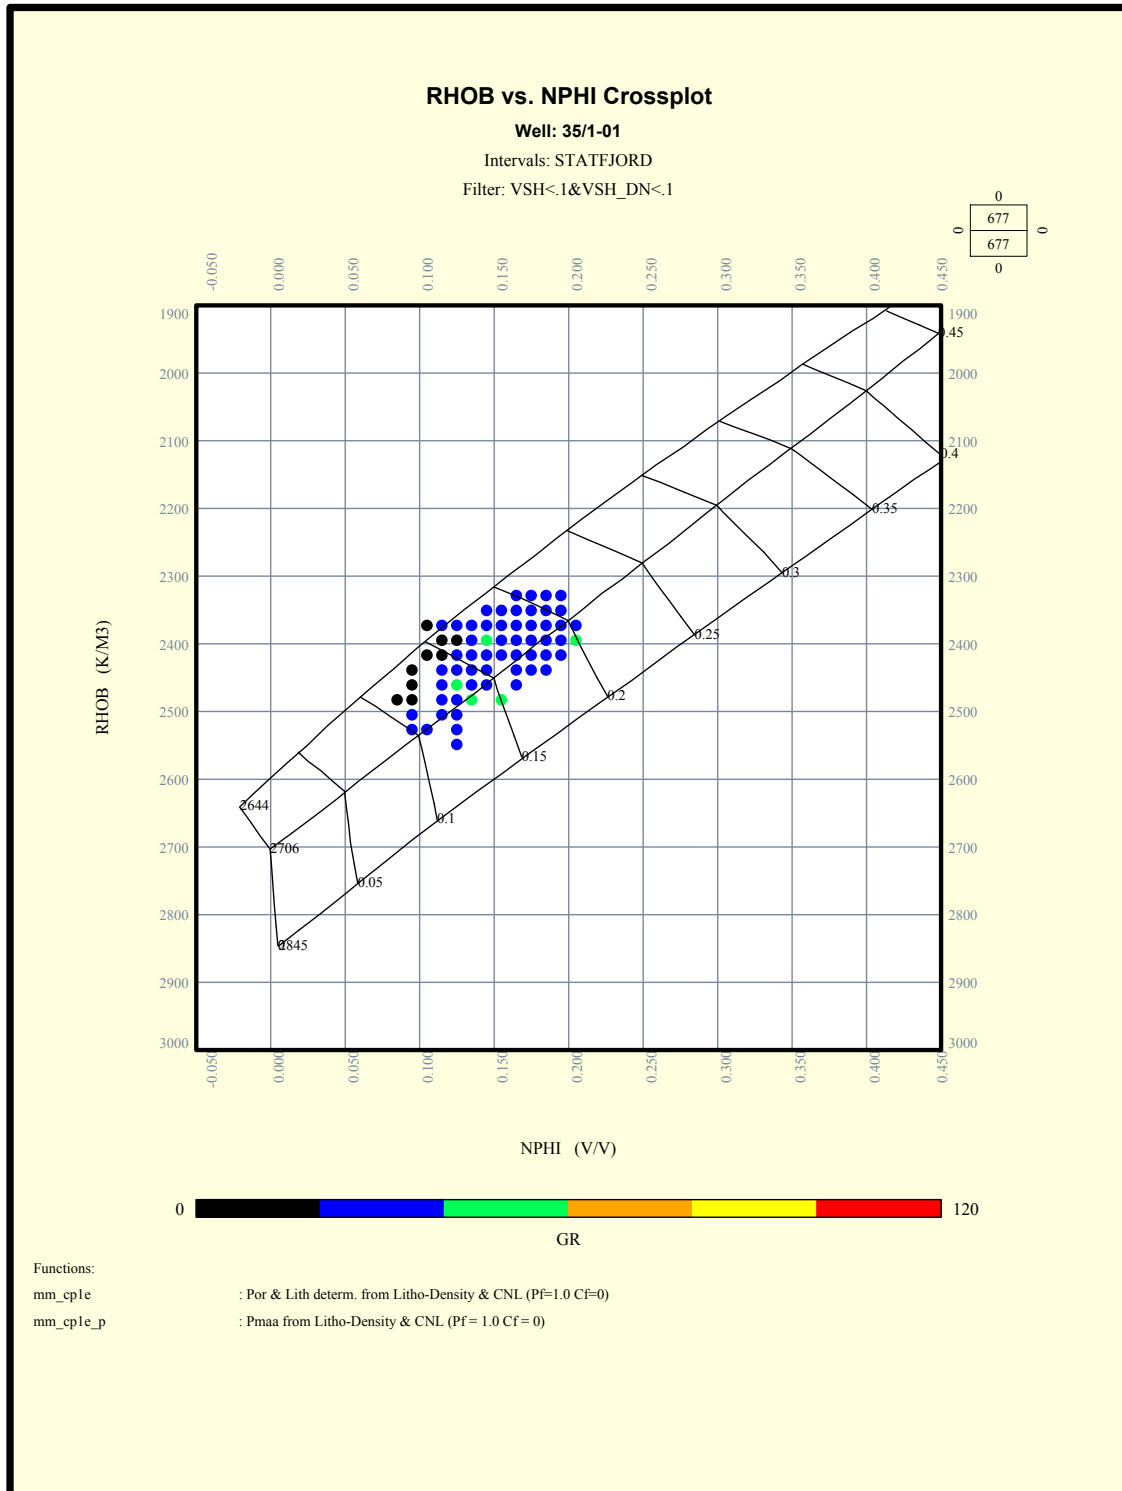 RHOB vs. NPHI Crossplot
Well: 35/1-01
Intervals: STATFJORD
Filter: VSH<.1&VSH_DN<.1
0
0 677 0
677
0
-0.050 0.000 0.050 0.100 0.150 0.200 0.250 0.300 0.350 0.400 0.450
1900 1900
0.45
2000 2000
2100 2100
0.4
2200 0.35 2200
2300 0.3 2300
2400 0.25 2400
2500 0.2 2500
0.15
2600 2600
2644 0.1
2700 2706 2700
0.05
2800 2800
2845
2900 2900
3000 3000
RHOB (K/M3)
-0.050 0.000 0.050 0.100 0.150 0.200 0.250 0.300 0.350 0.400 0.450
NPHI (V/V)
0 120
GR
Functions:
mm_cp1e : Por & Lith determ. from Litho-Density & CNL (Pf=1.0 Cf=0)
mm_cp1e_p : Pmaa from Litho-Density & CNL (Pf = 1.0 Cf = 0)